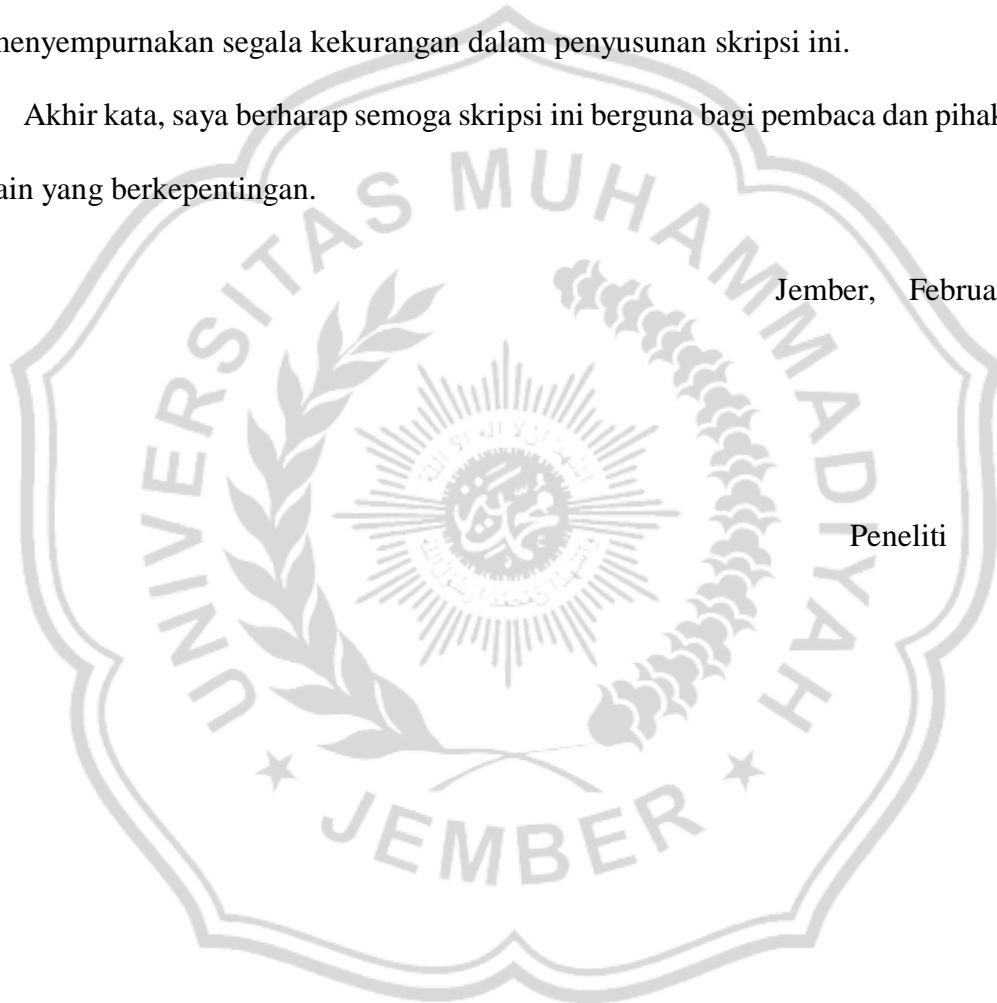 menyempurnakan segala kekurangan dalam penyusunan skripsi ini.
Akhir kata, saya berharap semoga skripsi ini berguna bagi pembaca dan pihak
ain yang berkepentingan.
Jember, Februa
Peneliti
UNIVERSITAS MUHAMMADIYAH
JEMBER